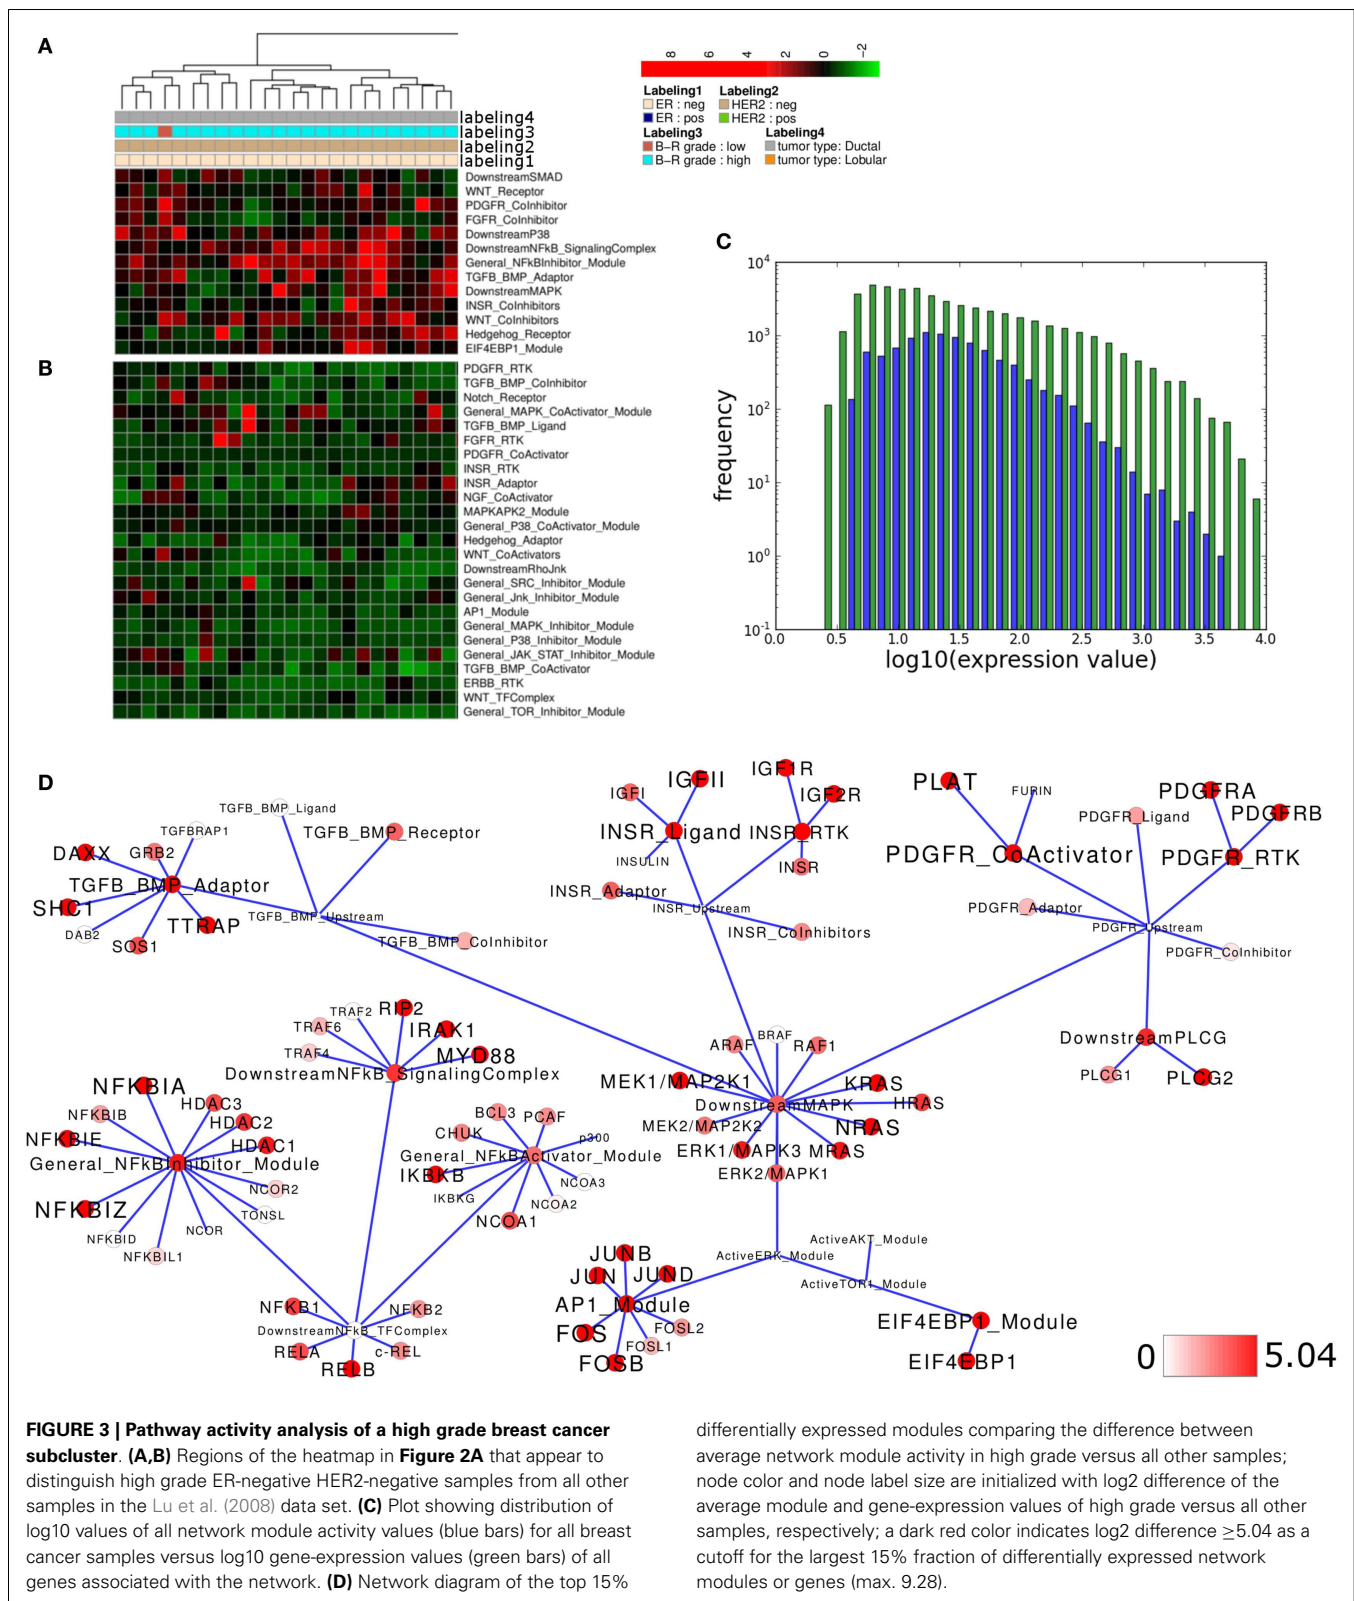 A
8 6 4 2 0 -2
Labeling1 Labeling2
ER : neg HER2 : neg
ER : pos HER2 : pos
Labeling3 Labeling4
B-R grade : low tumor type: Ductal
B-R grade : high tumor type: Lobular
labeling4
labeling3
labeling2
labeling1
DownstreamSMAD
WNT_Receptor
PDGFR_CoInhibitor
FGFR_CoInhibitor
DownstreamP38
DownstreamNFkB_SignalingComplex
General_NFkBInhibitor_Module
TGFB_BMP_Adaptor
DownstreamMAPK
INSR_CoInhibitors
WNT_CoInhibitors
Hedgehog_Receptor
EIF4EBP1_Module
B
PDGFR_RTK
TGFB_BMP_CoInhibitor
Notch_Receptor
General_MAPK_CoActivator_Module
TGFB_BMP_Ligand
FGFR_RTK
PDGFR_CoActivator
INSR_RTK
INSR_Adaptor
NGF_CoActivator
MAPKAPK2_Module
General_P38_CoActivator_Module
Hedgehog_Adaptor
WNT_CoActivators
DownstreamRhoJnk
General_SRC_Inhibitor_Module
General_Jnk_Inhibitor_Module
AP1_Module
General_MAPK_Inhibitor_Module
General_P38_Inhibitor_Module
General_JAK_STAT_Inhibitor_Module
TGFB_BMP_CoActivator
ERBB_RTK
WNT_TFComplex
General_TOR_Inhibitor_Module
C
frequency
10^4
10^3
10^2
10^1
10^0
10^-1
0.0 0.5 1.0 1.5 2.0 2.5 3.0 3.5 4.0
log10(expression value)
D
TGFB_BMP_Ligand
TGFBRAP1
TGFB_BMP_Receptor
DAXX
GRB2
TGFB_BMP_Adaptor
SHC1
DAB2
SOS1
TTRAP
TGFB_BMP_Upstream
TGFB_BMP_CoInhibitor
IGFI
IGFII
IGF1R
IGF2R
INSR_Ligand
INSR_RTK
INSULIN
INSR
INSR_Adaptor
INSR_Upstream
INSR_CoInhibitors
PLAT
FURIN
PDGFR_Ligand
PDGFRA
PDGFRB
PDGFR_CoActivator
PDGFR_RTK
PDGFR_Adaptor
PDGFR_Upstream
PDGFR_CoInhibitor
DownstreamPLCG
PLCG1
PLCG2
TRAF2
RIP2
TRAF6
IRAK1
TRAF4
MYD88
DownstreamNFkB_SignalingComplex
NFKBIA
HDAC3
NFKBIB
HDAC2
NFKBIE
HDAC1
General_NFkBInhibitor_Module
NCOR2
NFKBIZ
TONSL
NFKBID
NCOR
NFKBIL1
BCL3
PCAF
CHUK
p300
General_NFkBActivator_Module
IKBKB
IKBKG
NCOA3
NCOA2
NCOA1
BRAF
ARAF
RAF1
MEK1/MAP2K1
KRAS
DownstreamMAPK
HRAS
MEK2/MAP2K2
NRAS
ERK1/MAPK3
MRAS
ERK2/MAPK1
NFKB1
NFKB2
DownstreamNFkB_TFComplex
RELA
c-REL
RELB
ActiveAKT_Module
ActiveERK_Module
ActiveTOR1_Module
JUNB
JUN
JUND
AP1_Module
FOS
FOSL2
FOSL1
FOSB
EIF4EBP1_Module
EIF4EBP1
0 5.04
FIGURE 3 | Pathway activity analysis of a high grade breast cancer
subcluster. (A,B) Regions of the heatmap in Figure 2A that appear to
distinguish high grade ER-negative HER2-negative samples from all other
samples in the Lu et al. (2008) data set. (C) Plot showing distribution of
log10 values of all network module activity values (blue bars) for all breast
cancer samples versus log10 gene-expression values (green bars) of all
genes associated with the network. (D) Network diagram of the top 15%
differentially expressed modules comparing the difference between
average network module activity in high grade versus all other samples;
node color and node label size are initialized with log2 difference of the
average module and gene-expression values of high grade versus all other
samples, respectively; a dark red color indicates log2 difference ≥5.04 as a
cutoff for the largest 15% fraction of differentially expressed network
modules or genes (max. 9.28).